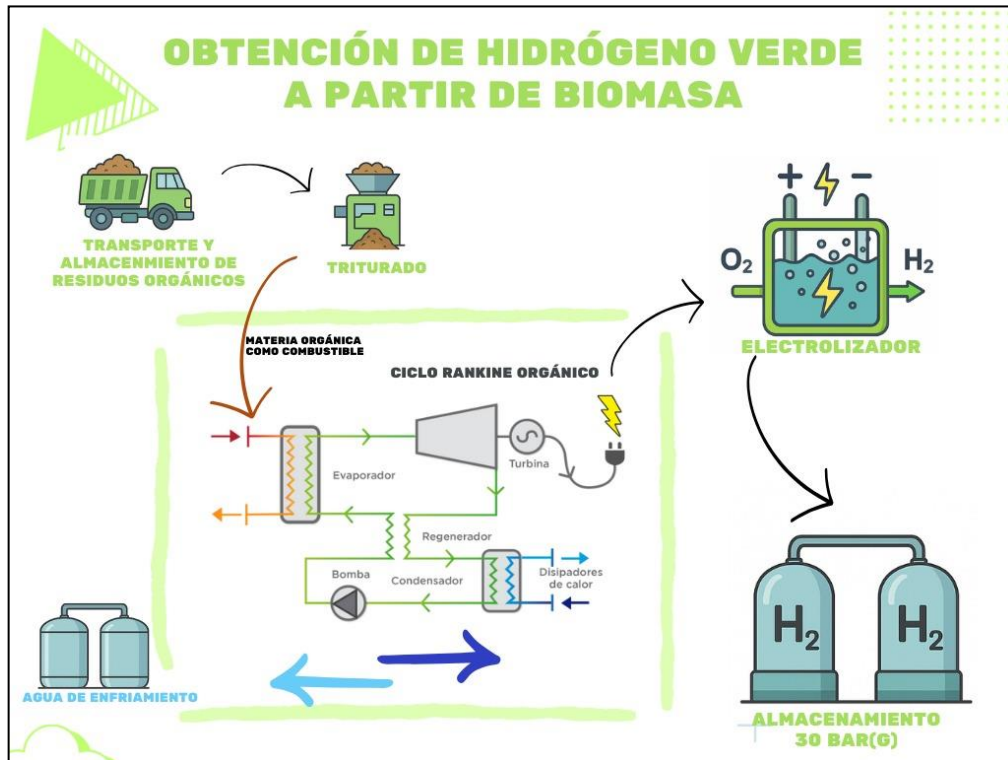 OBTENCIÓN DE HIDRÓGENO VERDE
A PARTIR DE BIOMASA
TRANSPORTE Y
ALMACENMIENTO DE
RESIDUOS ORGÁNICOS
TRITURADO
MATERIA ORGÁNICA
COMO COMBUSTIBLE
CICLO RANKINE ORGÁNICO
Evaporador
Turbina
Regenerador
Bomba
Condensador
Disipadores
de calor
AGUA DE ENFRIAMIENTO
+ −
O₂
H₂
ELECTROLIZADOR
H₂
H₂
ALMACENAMIENTO
30 BAR(G)